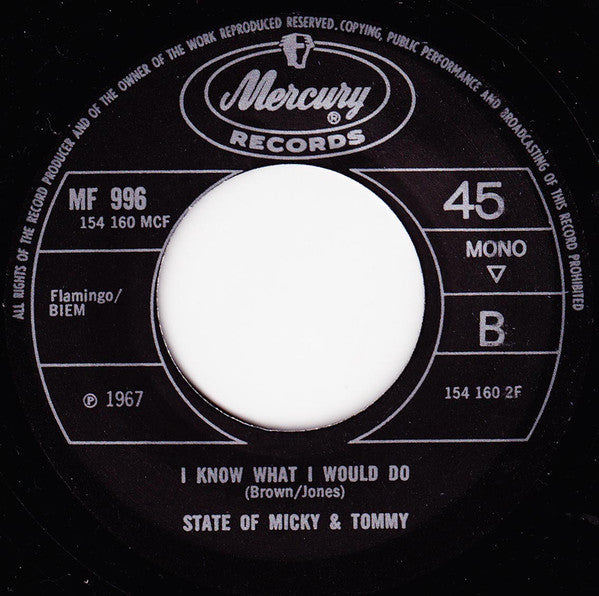 ALL RIGHTS OF THE RECORD PRODUCER AND OF THE OWNER OF THE WORK REPRODUCED RESERVED. COPYING, PUBLIC PERFORMANCE AND BROADCASTING OF THIS RECORD PROHIBITED
Mercury ®
RECORDS
MF 996
154 160 MCF
45
MONO
Flamingo/
BIEM
B
℗ 1967
154 160 2F
I KNOW WHAT I WOULD DO
(Brown/Jones)
STATE OF MICKY & TOMMY